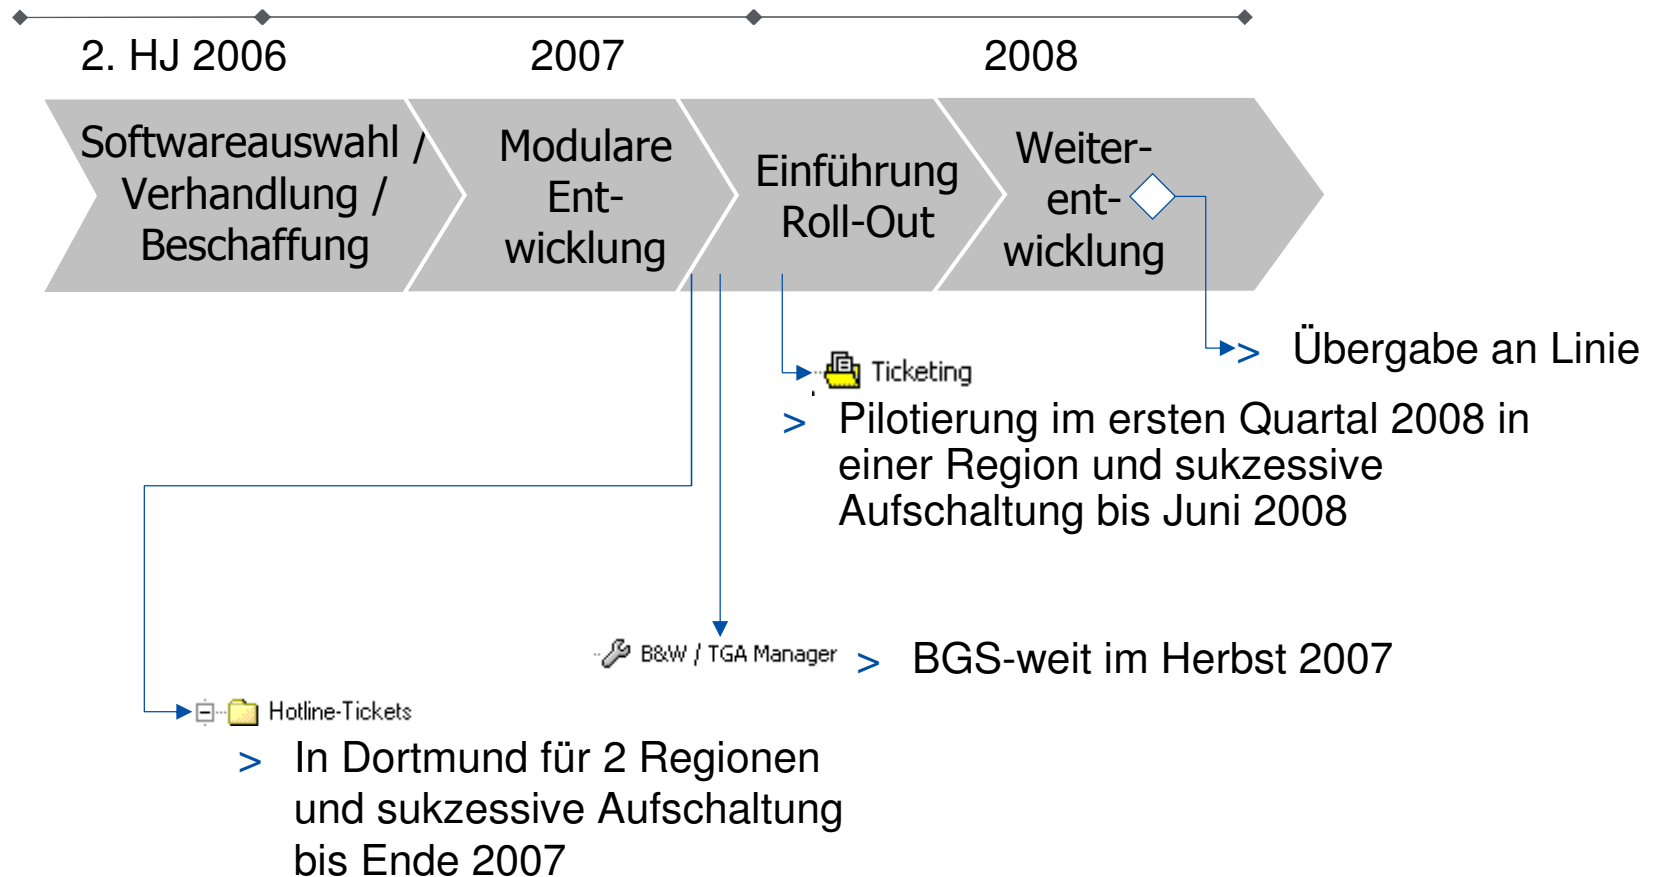 2. HJ 2006
2007
2008
Softwareauswahl /
Verhandlung /
Beschaffung
Modulare
Ent-
wicklung
Einführung
Roll-Out
Weiter-
ent-
wicklung
> Übergabe an Linie
Ticketing
> Pilotierung im ersten Quartal 2008 in
einer Region und sukzessive
Aufschaltung bis Juni 2008
B&W / TGA Manager > BGS-weit im Herbst 2007
Hotline-Tickets
> In Dortmund für 2 Regionen
und sukzessive Aufschaltung
bis Ende 2007